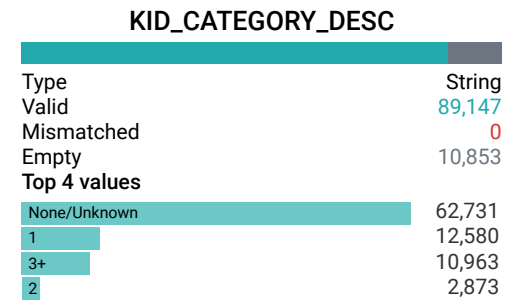 KID_CATEGORY_DESC
Type String
Valid 89,147
Mismatched 0
Empty 10,853
Top 4 values
None/Unknown 62,731
1 12,580
3+ 10,963
2 2,873